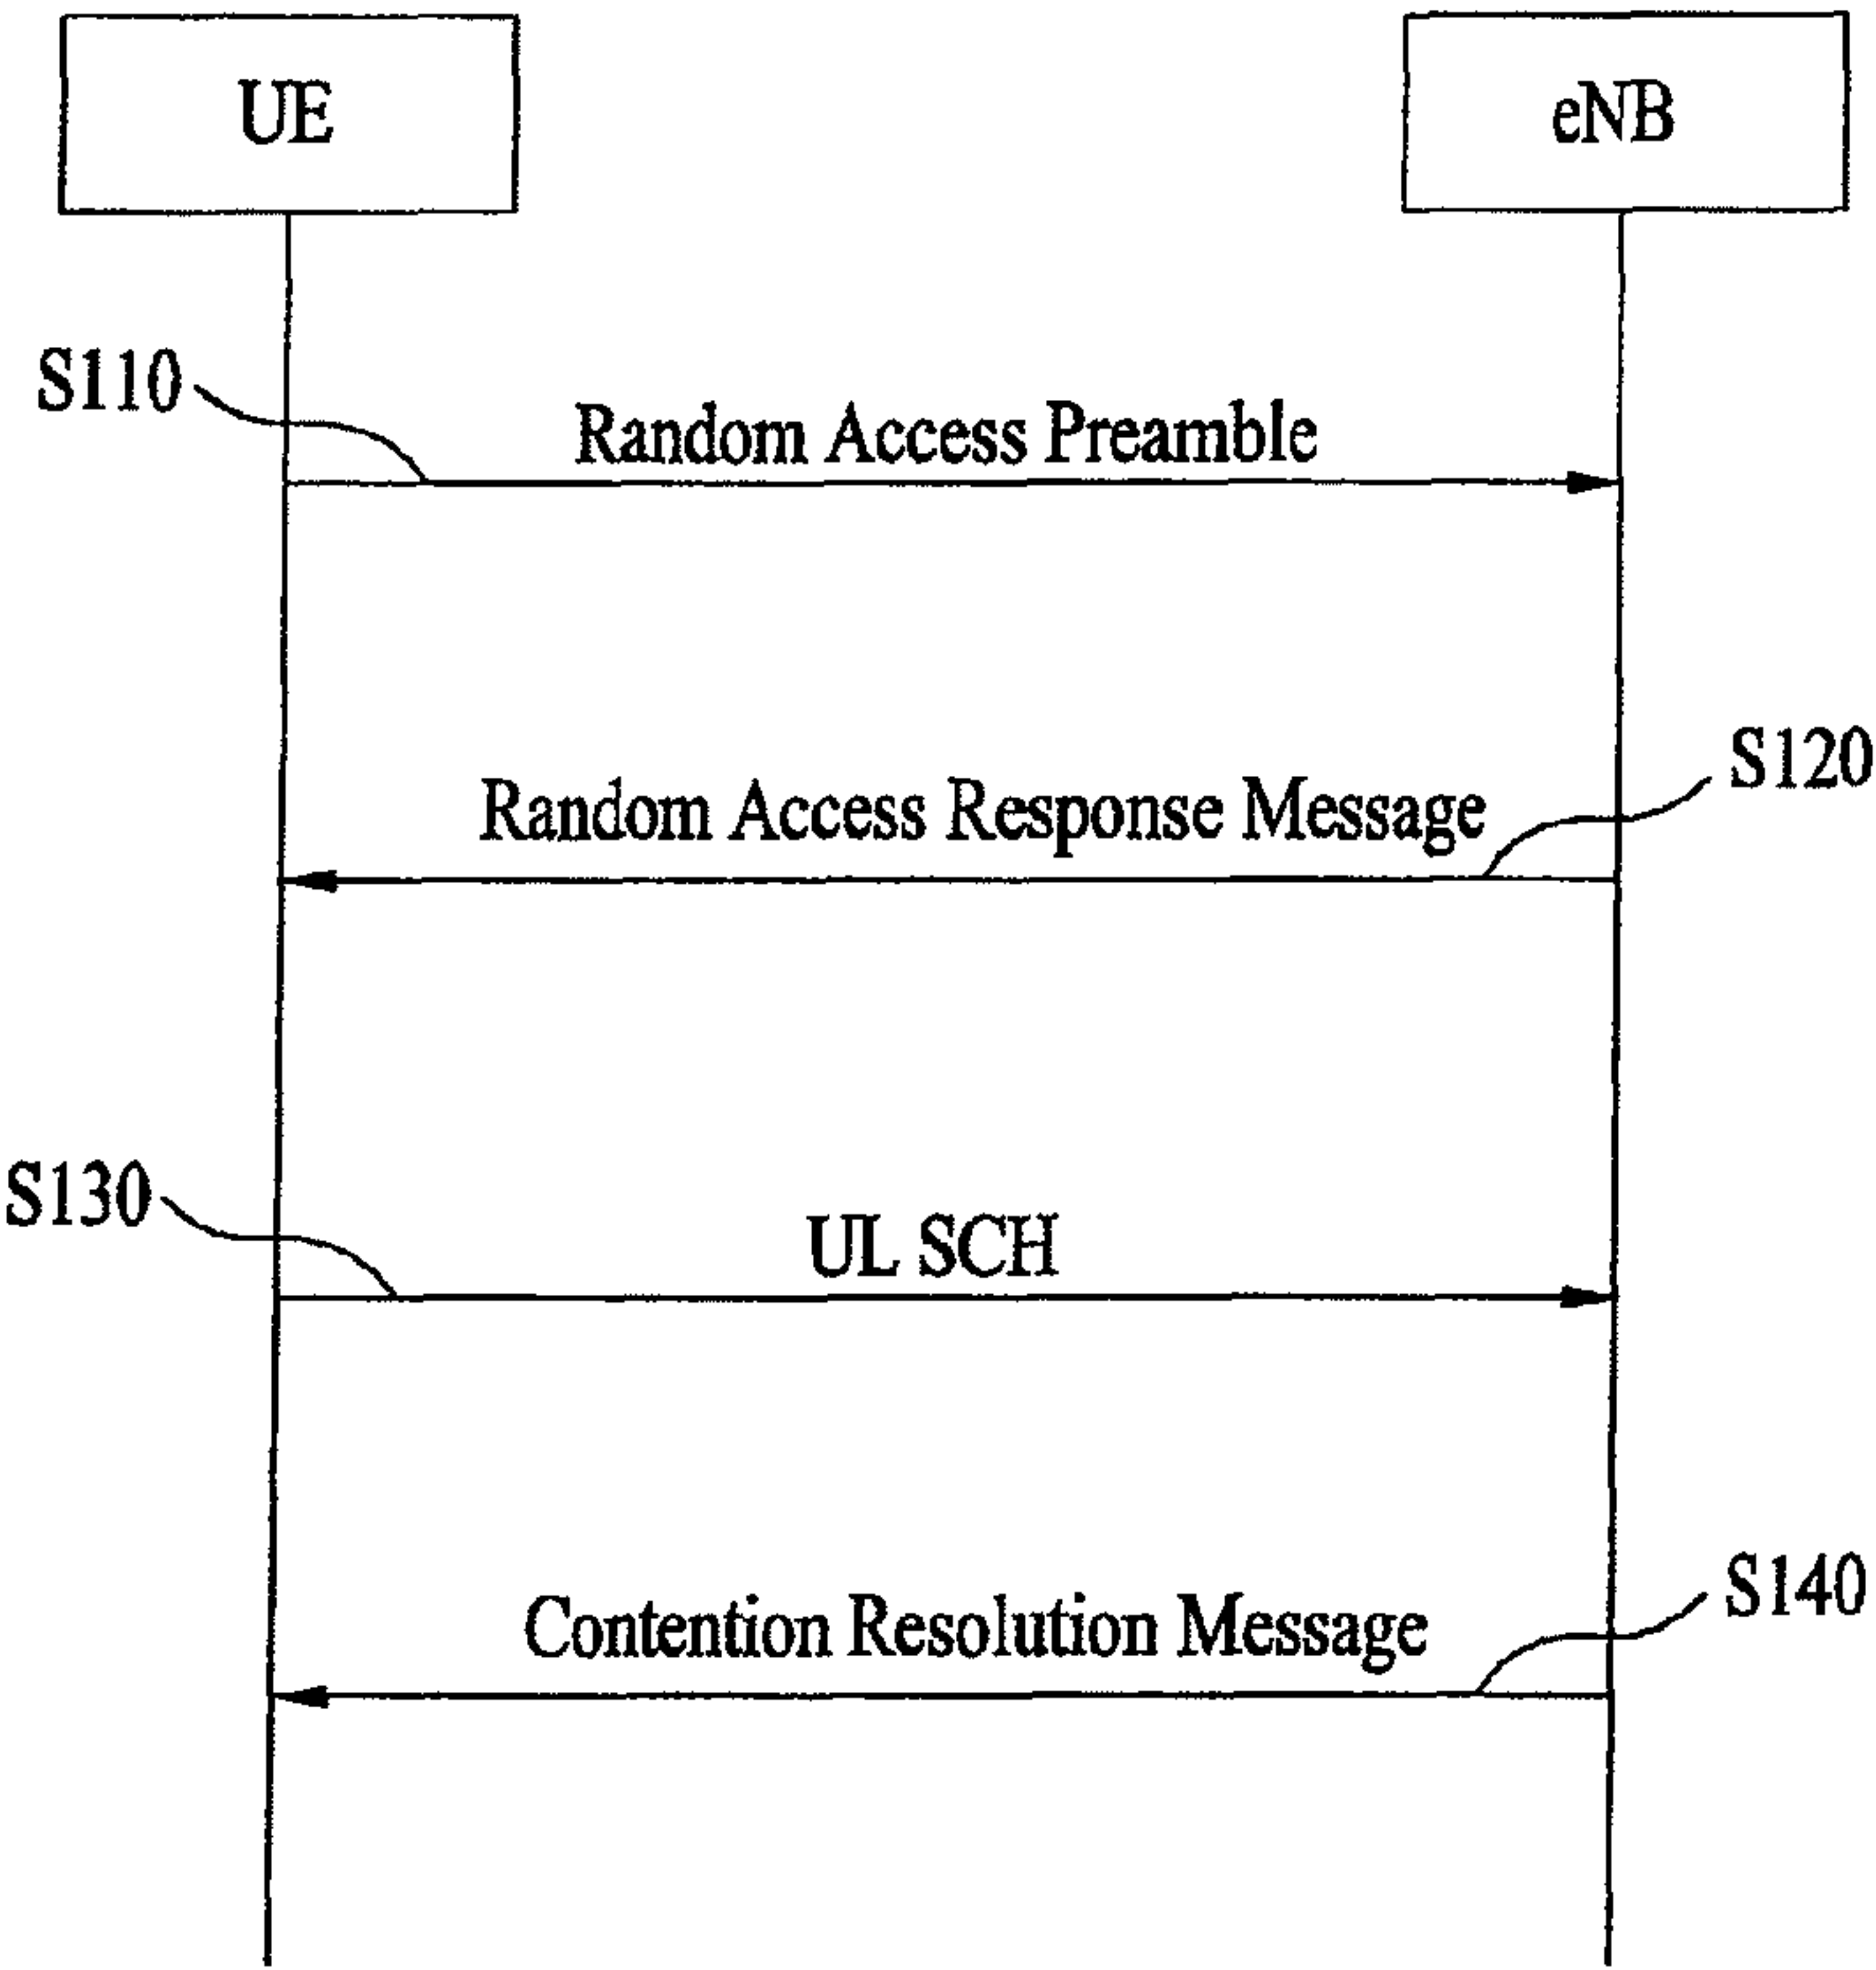 UE
eNB
S110
Random Access Preamble
S120
Random Access Response Message
S130
UL SCH
S140
Contention Resolution Message